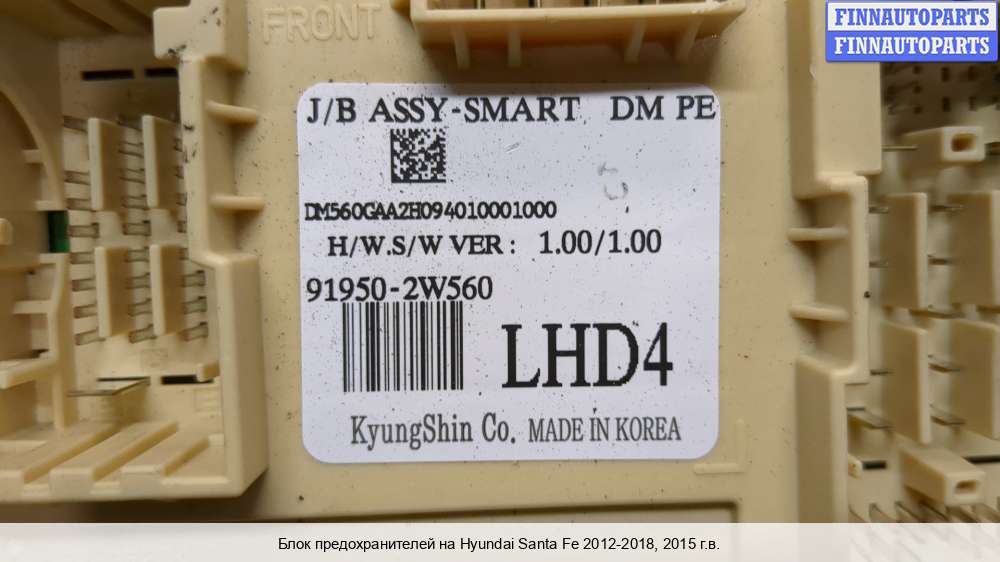 FRONT
FINNAUTOPARTS
FINNAUTOPARTS
J/B ASSY-SMART DM PE
DM560GAA2H094010001000
H/W.S/W VER : 1.00/1.00
91950-2W560
LHD4
KyungShin Co. MADE IN KOREA
Блок предохранителей на Hyundai Santa Fe 2012-2018, 2015 г.в.